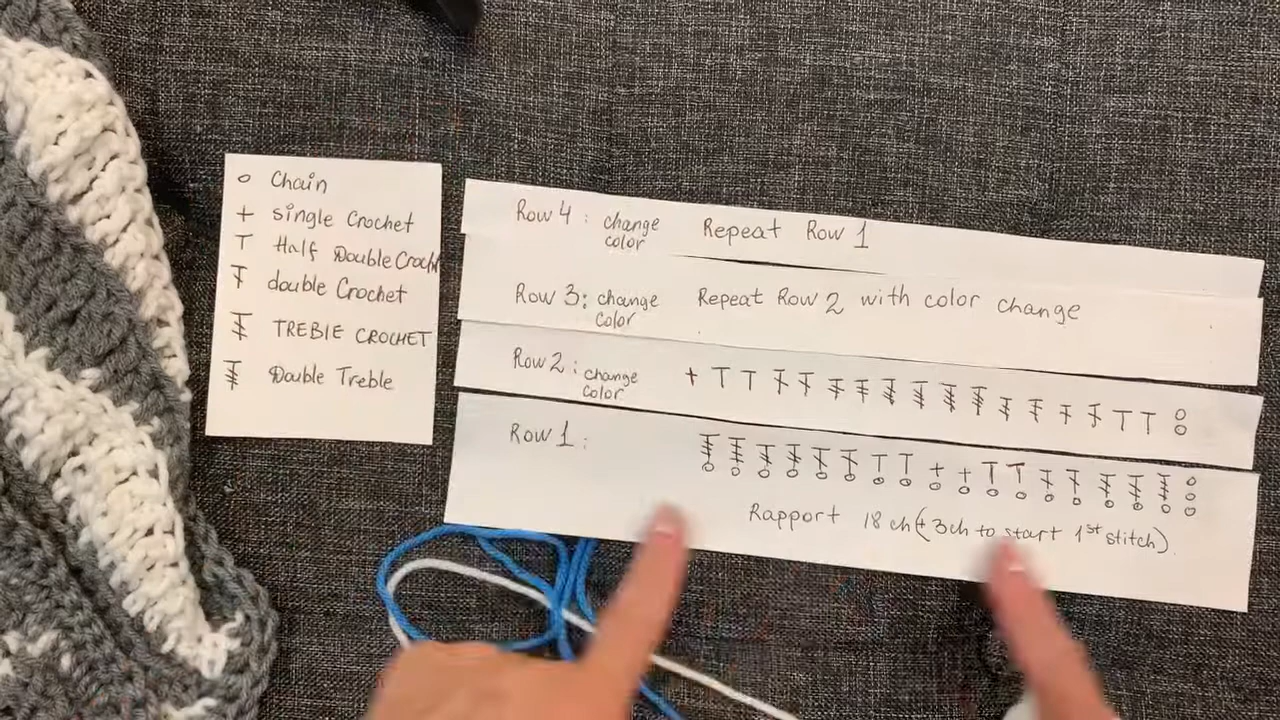 o Chain
+ single Crochet
T Half Double Croche
Ŧ double Crochet
TREBLE CROCHET
Double Treble
Row 4 : change color Repeat Row 1
Row 3: change color Repeat Row 2 with color change
Row 2 : change color
Row 1 :
Rapport 18 ch (+ 3ch to start 1st stitch)